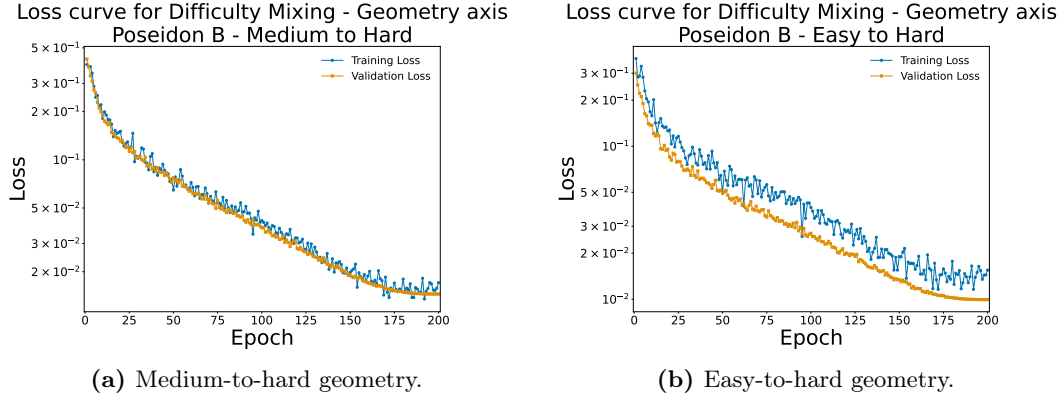 Loss curve for Difficulty Mixing - Geometry axis
Poseidon B - Medium to Hard
5 × 10⁻¹
3 × 10⁻¹
2 × 10⁻¹
10⁻¹
5 × 10⁻²
3 × 10⁻²
2 × 10⁻²
Loss
Training Loss
Validation Loss
0 25 50 75 100 125 150 175 200
Epoch
(a) Medium-to-hard geometry.
Loss curve for Difficulty Mixing - Geometry axis
Poseidon B - Easy to Hard
3 × 10⁻¹
2 × 10⁻¹
10⁻¹
5 × 10⁻²
3 × 10⁻²
2 × 10⁻²
10⁻²
Loss
Training Loss
Validation Loss
0 25 50 75 100 125 150 175 200
Epoch
(b) Easy-to-hard geometry.